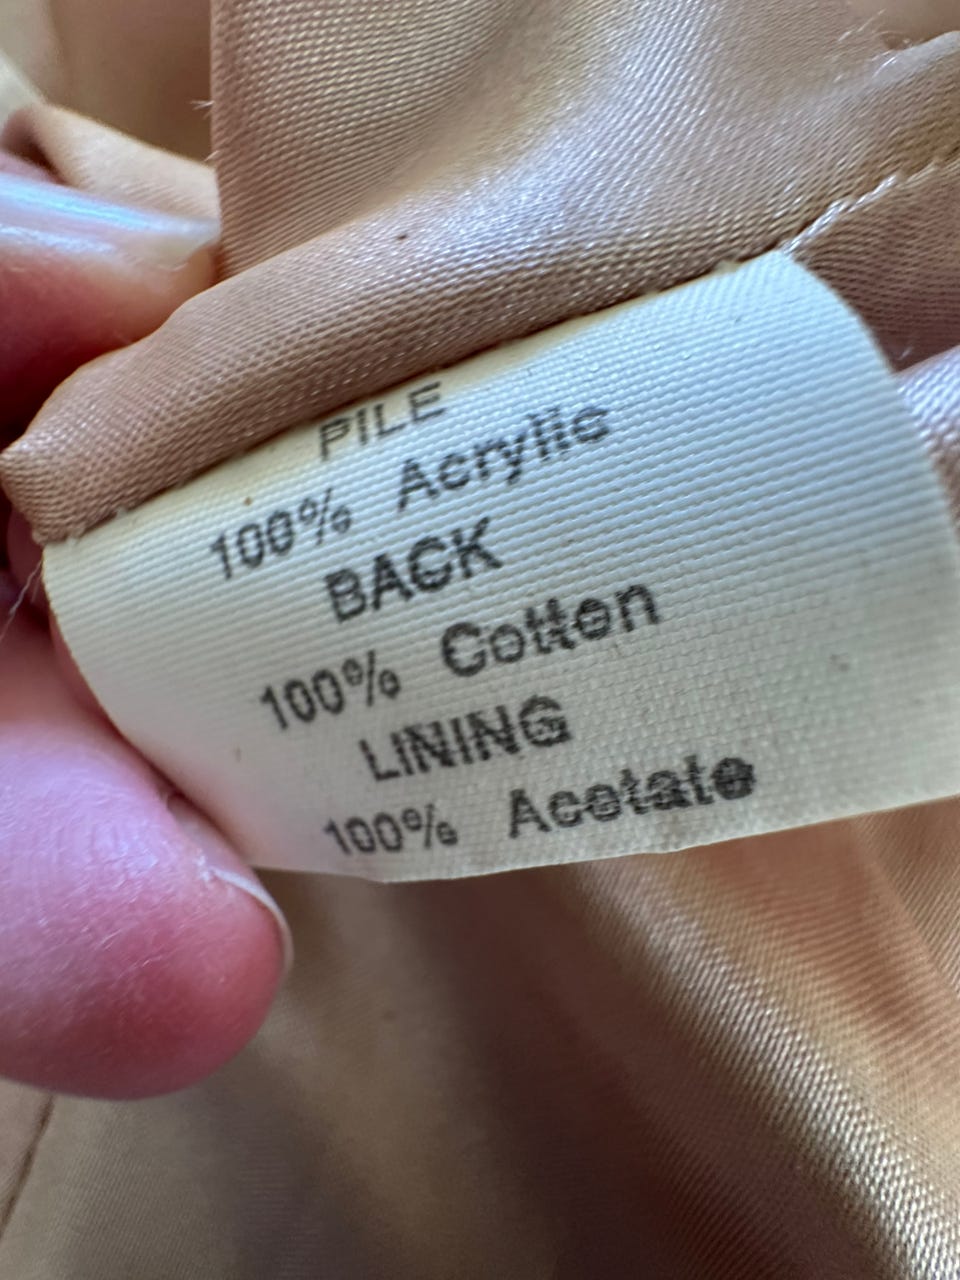 PILE
100% Acrylic
BACK
100% Cotton
LINING
100% Acetate